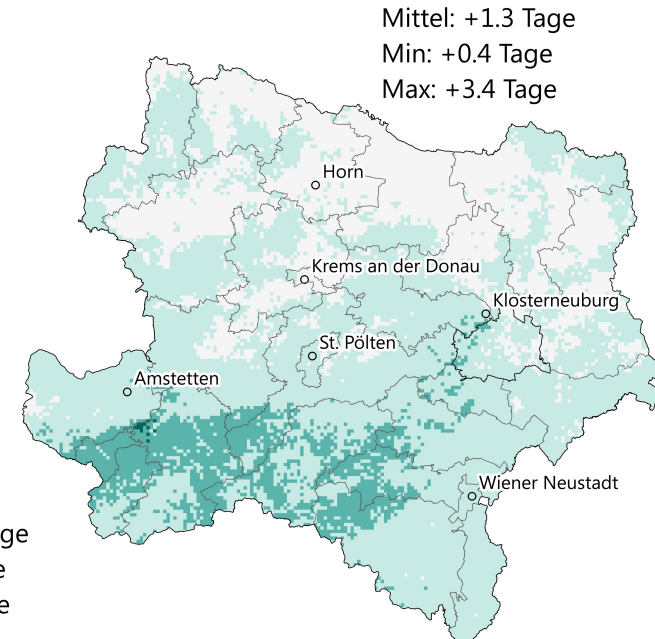 Mittel: +1.3 Tage
Min: +0.4 Tage
Max: +3.4 Tage
Horn
Krems an der Donau
Klosterneuburg
St. Pölten
Amstetten
Wiener Neustadt
ge
e
e